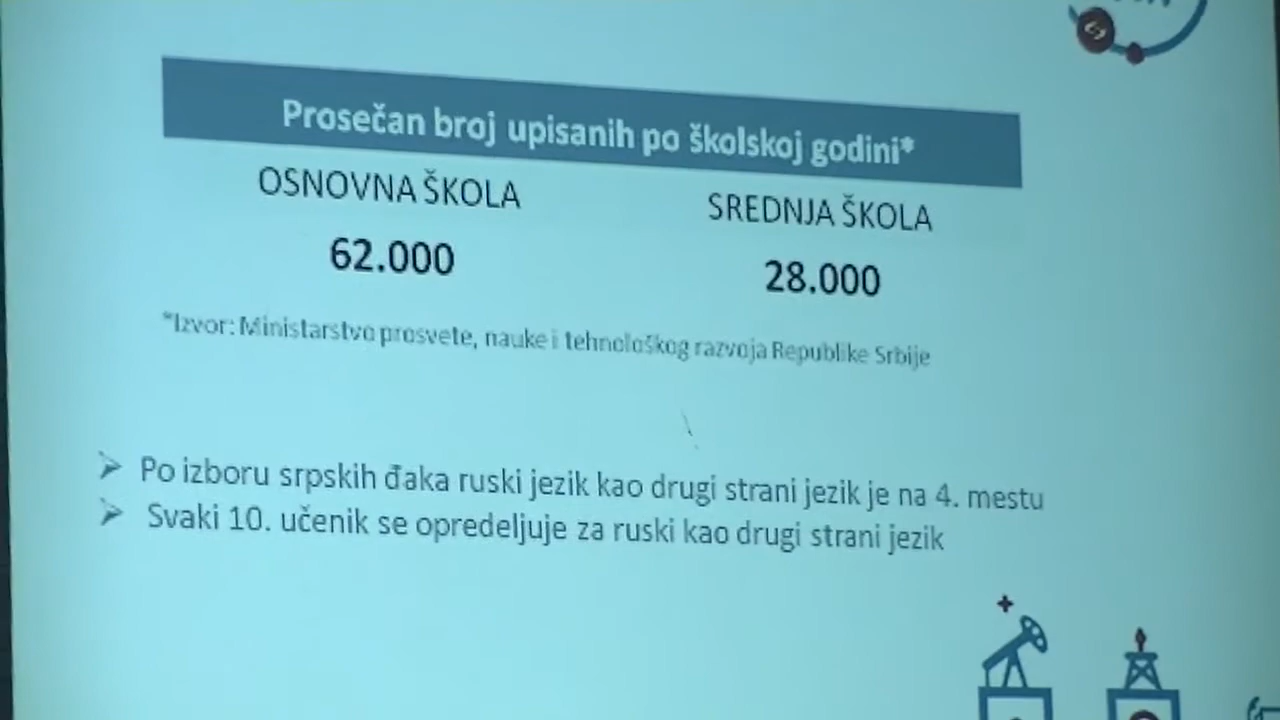 Prosečan broj upisanih po školskoj godini*
OSNOVNA ŠKOLA
SREDNJA ŠKOLA
62.000
28.000
*Izvor: Ministarstvo prosvete, nauke i tehnološkog razvoja Republike Srbije
➢ Po izboru srpskih đaka ruski jezik kao drugi strani jezik je na 4. mestu
➢ Svaki 10. učenik se opredeljuje za ruski kao drugi strani jezik